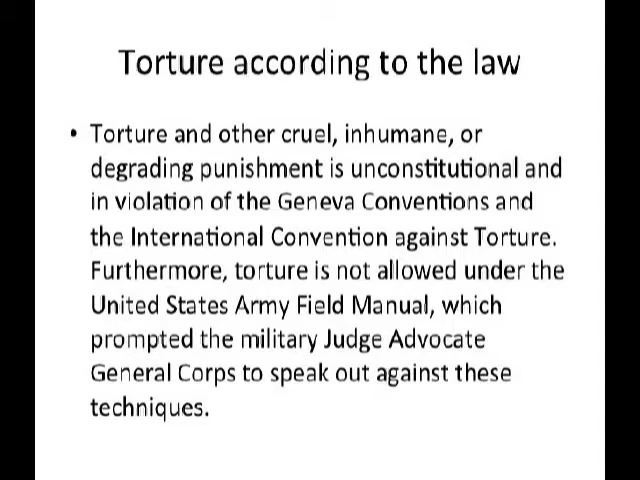 Torture according to the law
• Torture and other cruel, inhumane, or
degrading punishment is unconstitutional and
in violation of the Geneva Conventions and
the International Convention against Torture.
Furthermore, torture is not allowed under the
United States Army Field Manual, which
prompted the military Judge Advocate
General Corps to speak out against these
techniques.